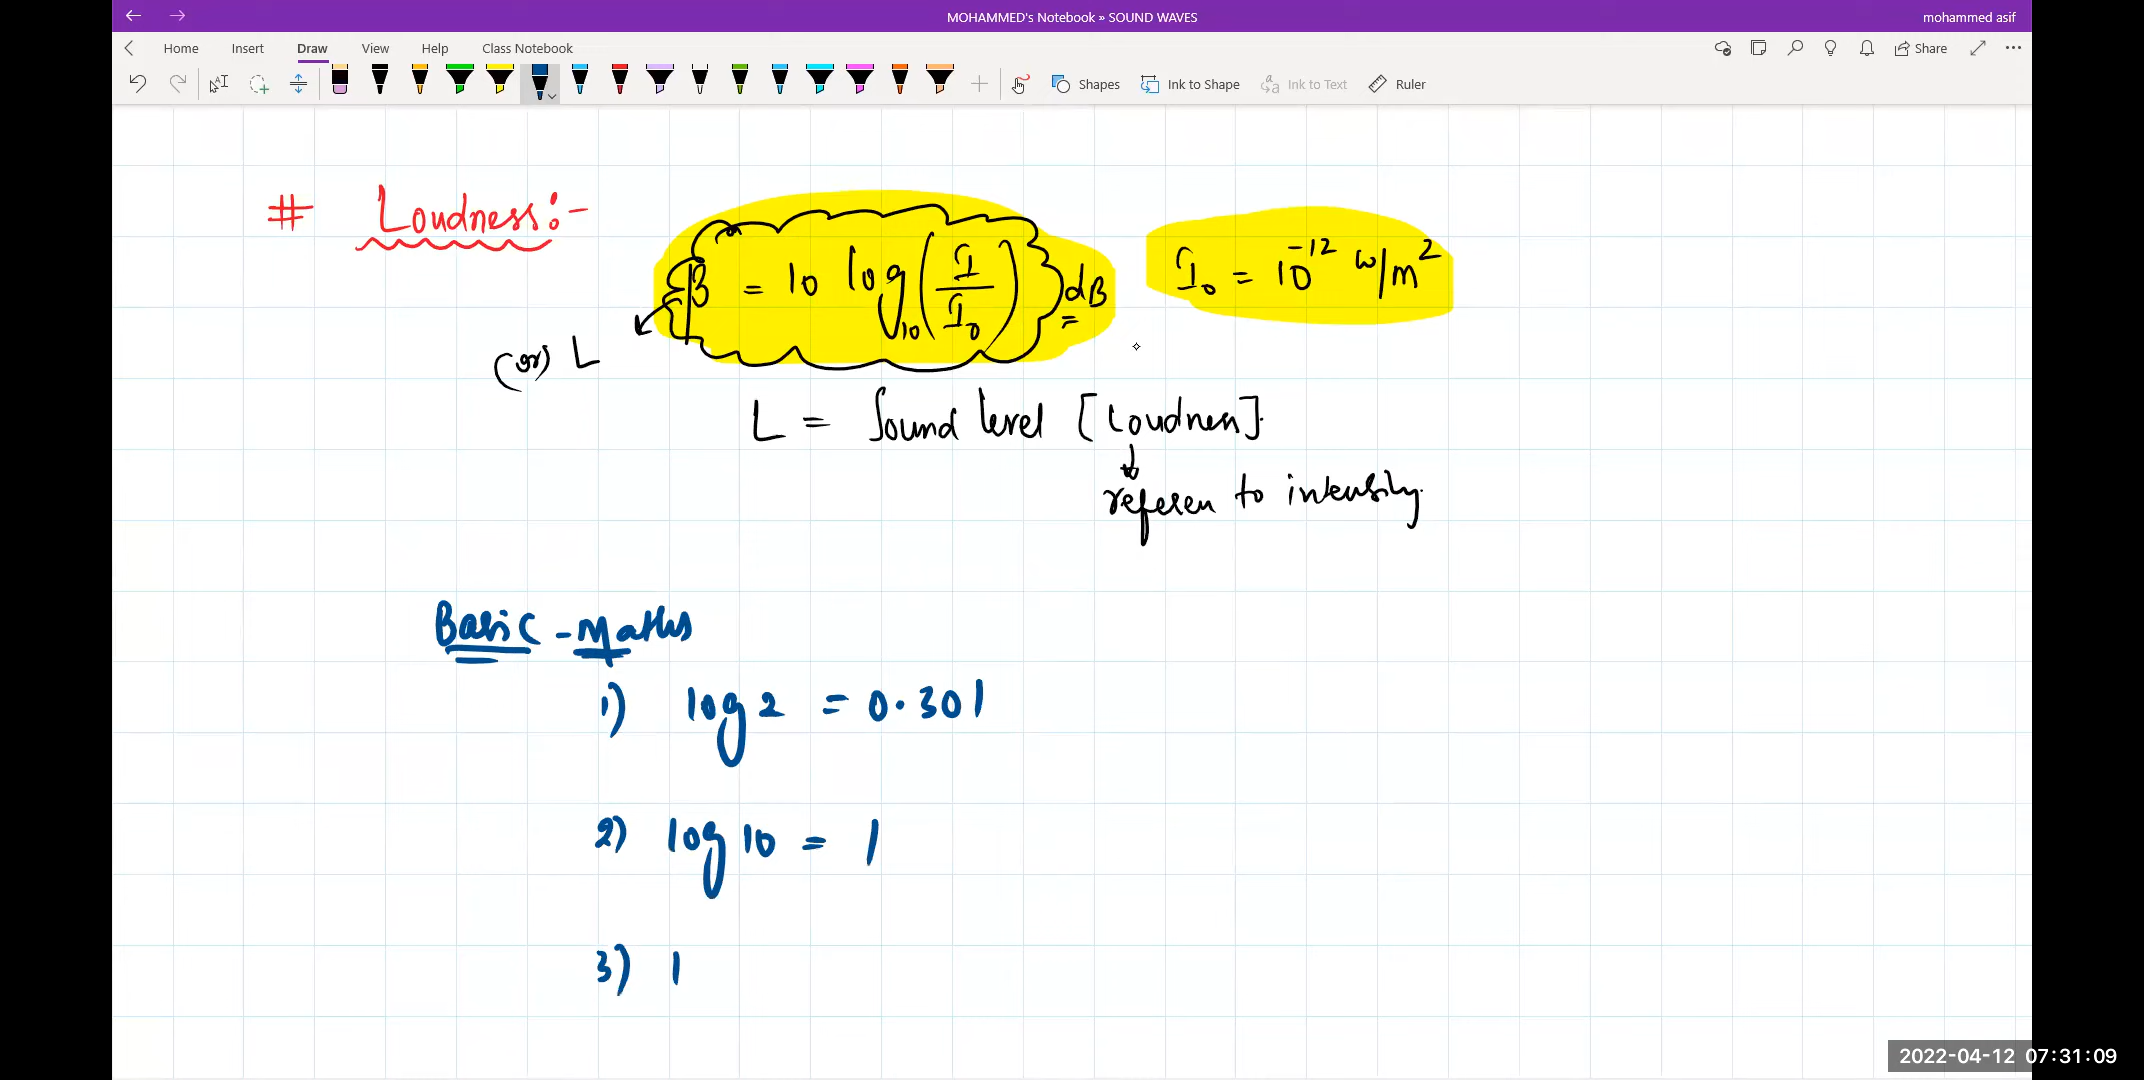 MOHAMMED's Notebook » SOUND WAVES
mohammed asif
Home Insert Draw View Help Class Notebook
Share
Shapes Ink to Shape Ink to Text Ruler
# Loudness:-
β = 10 log₁₀(I/I₀) dB
I₀ = 10⁻¹² W/m²
(or) L
L = Sound level [Loudness].
referen to intensity.
Basic - Maths
1) log 2 = 0.301
2) log 10 = 1
3) l
2022-04-12 07:31:09